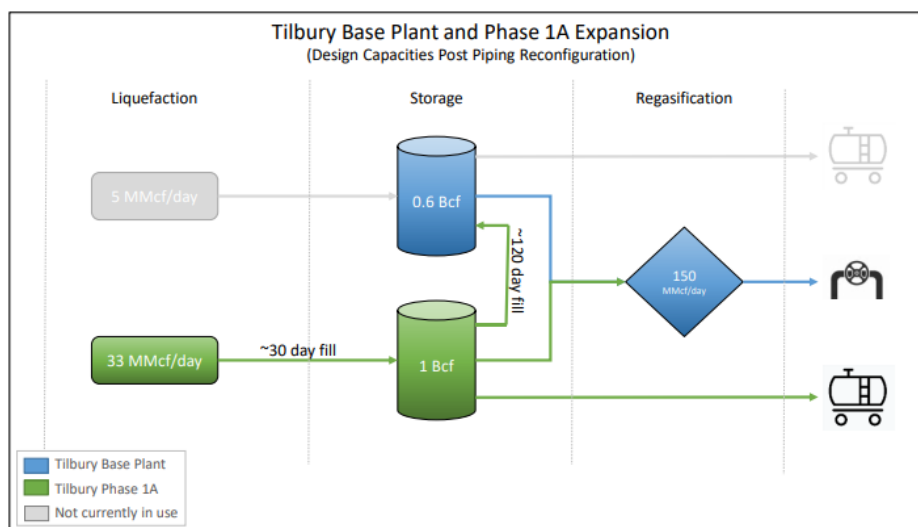 Tilbury Base Plant and Phase 1A Expansion
(Design Capacities Post Piping Reconfiguration)
Liquefaction
Storage
Regasification
5 MMcf/day
0.6 Bcf
~120 day fill
150
MMcf/day
33 MMcf/day
~30 day fill
1 Bcf
Tilbury Base Plant
Tilbury Phase 1A
Not currently in use